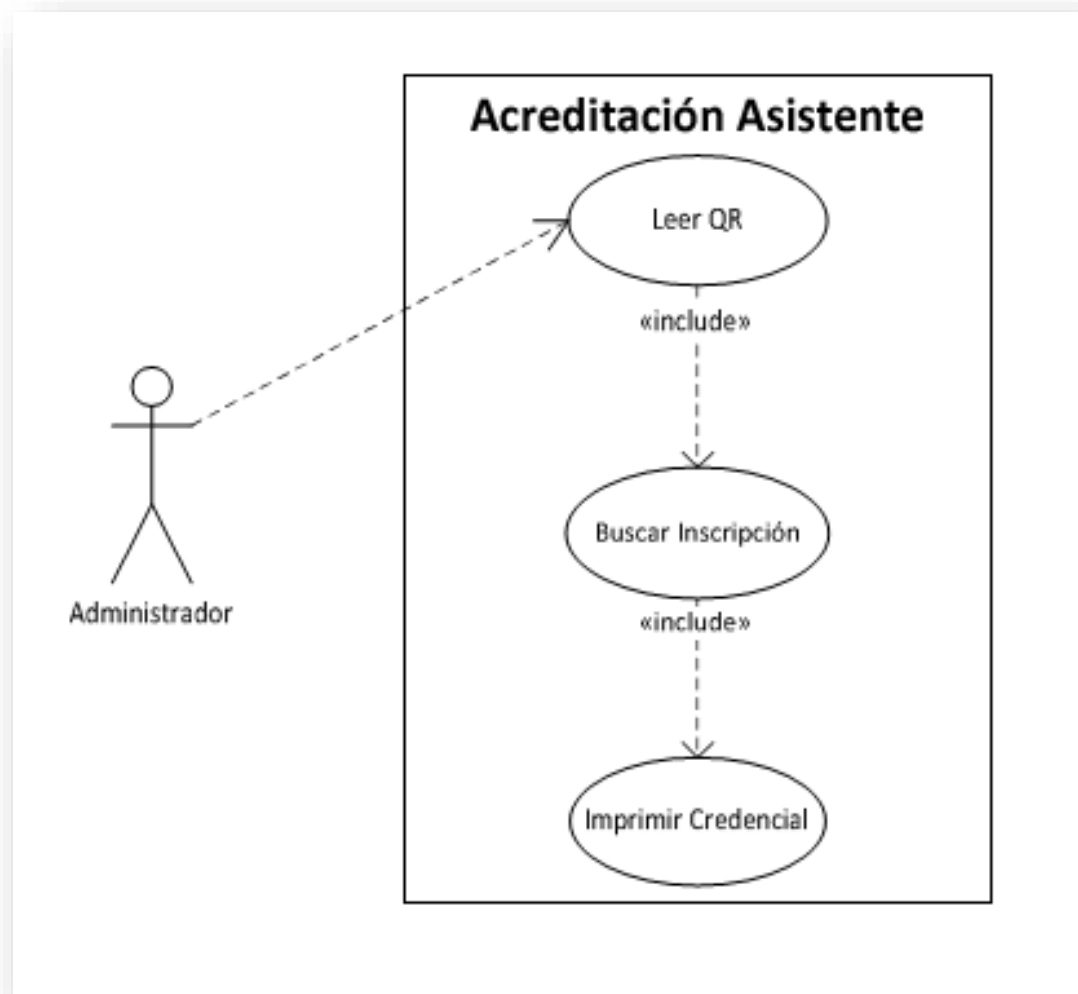 Acreditación Asistente
Leer QR
«include»
Buscar Inscripción
«include»
Imprimir Credencial
Administrador